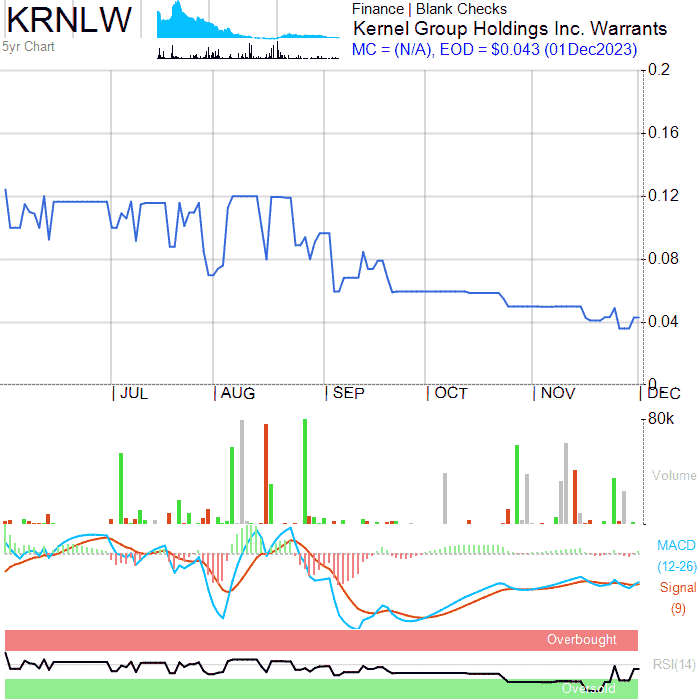 KRNLW
5yr Chart
Finance | Blank Checks
Kernel Group Holdings Inc. Warrants
MC = (N/A), EOD = $0.043 (01Dec2023)
0.2
0.16
0.12
0.08
0.04
0
JUL AUG SEP OCT NOV DEC
80k
Volume
MACD
(12-26)
Signal
(9)
Overbought
RSI(14)
Oversold